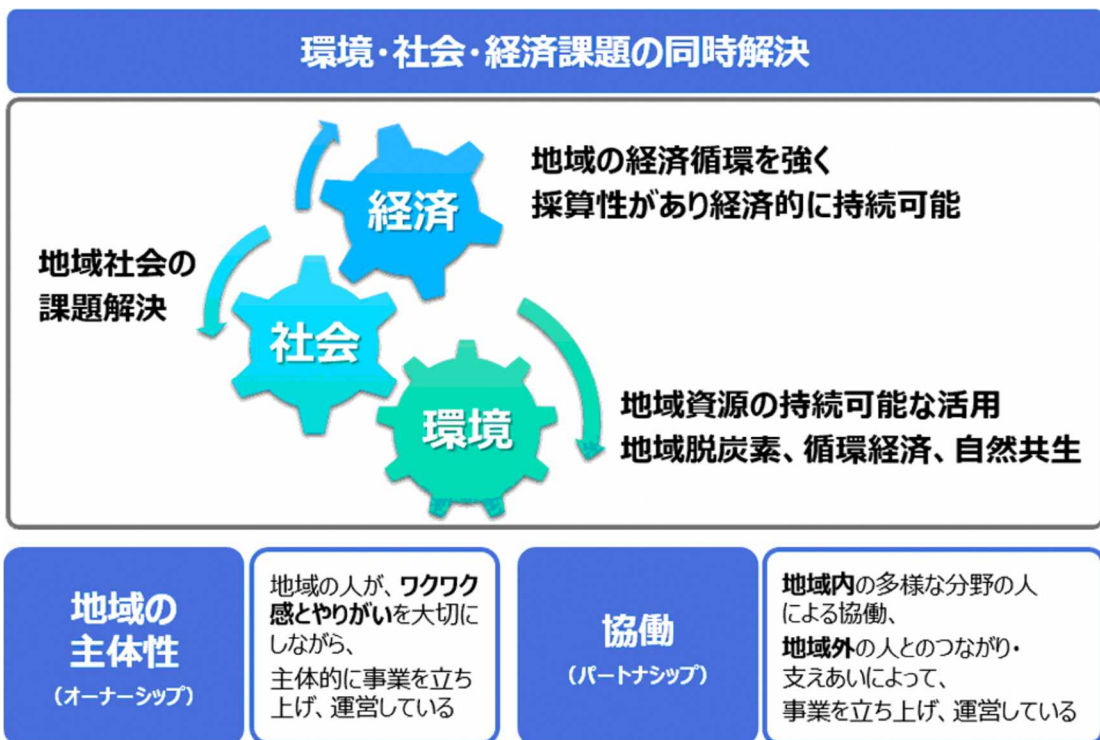 環境・社会・経済課題の同時解決
経済
地域の経済循環を強く
採算性があり経済的に持続可能
地域社会の
課題解決
社会
環境
地域資源の持続可能な活用
地域脱炭素、循環経済、自然共生
地域の
主体性
(オーナーシップ)
地域の人が、ワクワク
感とやりがいを大切に
しながら、
主体的に事業を立ち
上げ、運営している
協働
(パートナシップ)
地域内の多様な分野の人
による協働、
地域外の人とのつながり・
支えあいによって、
事業を立ち上げ、運営している